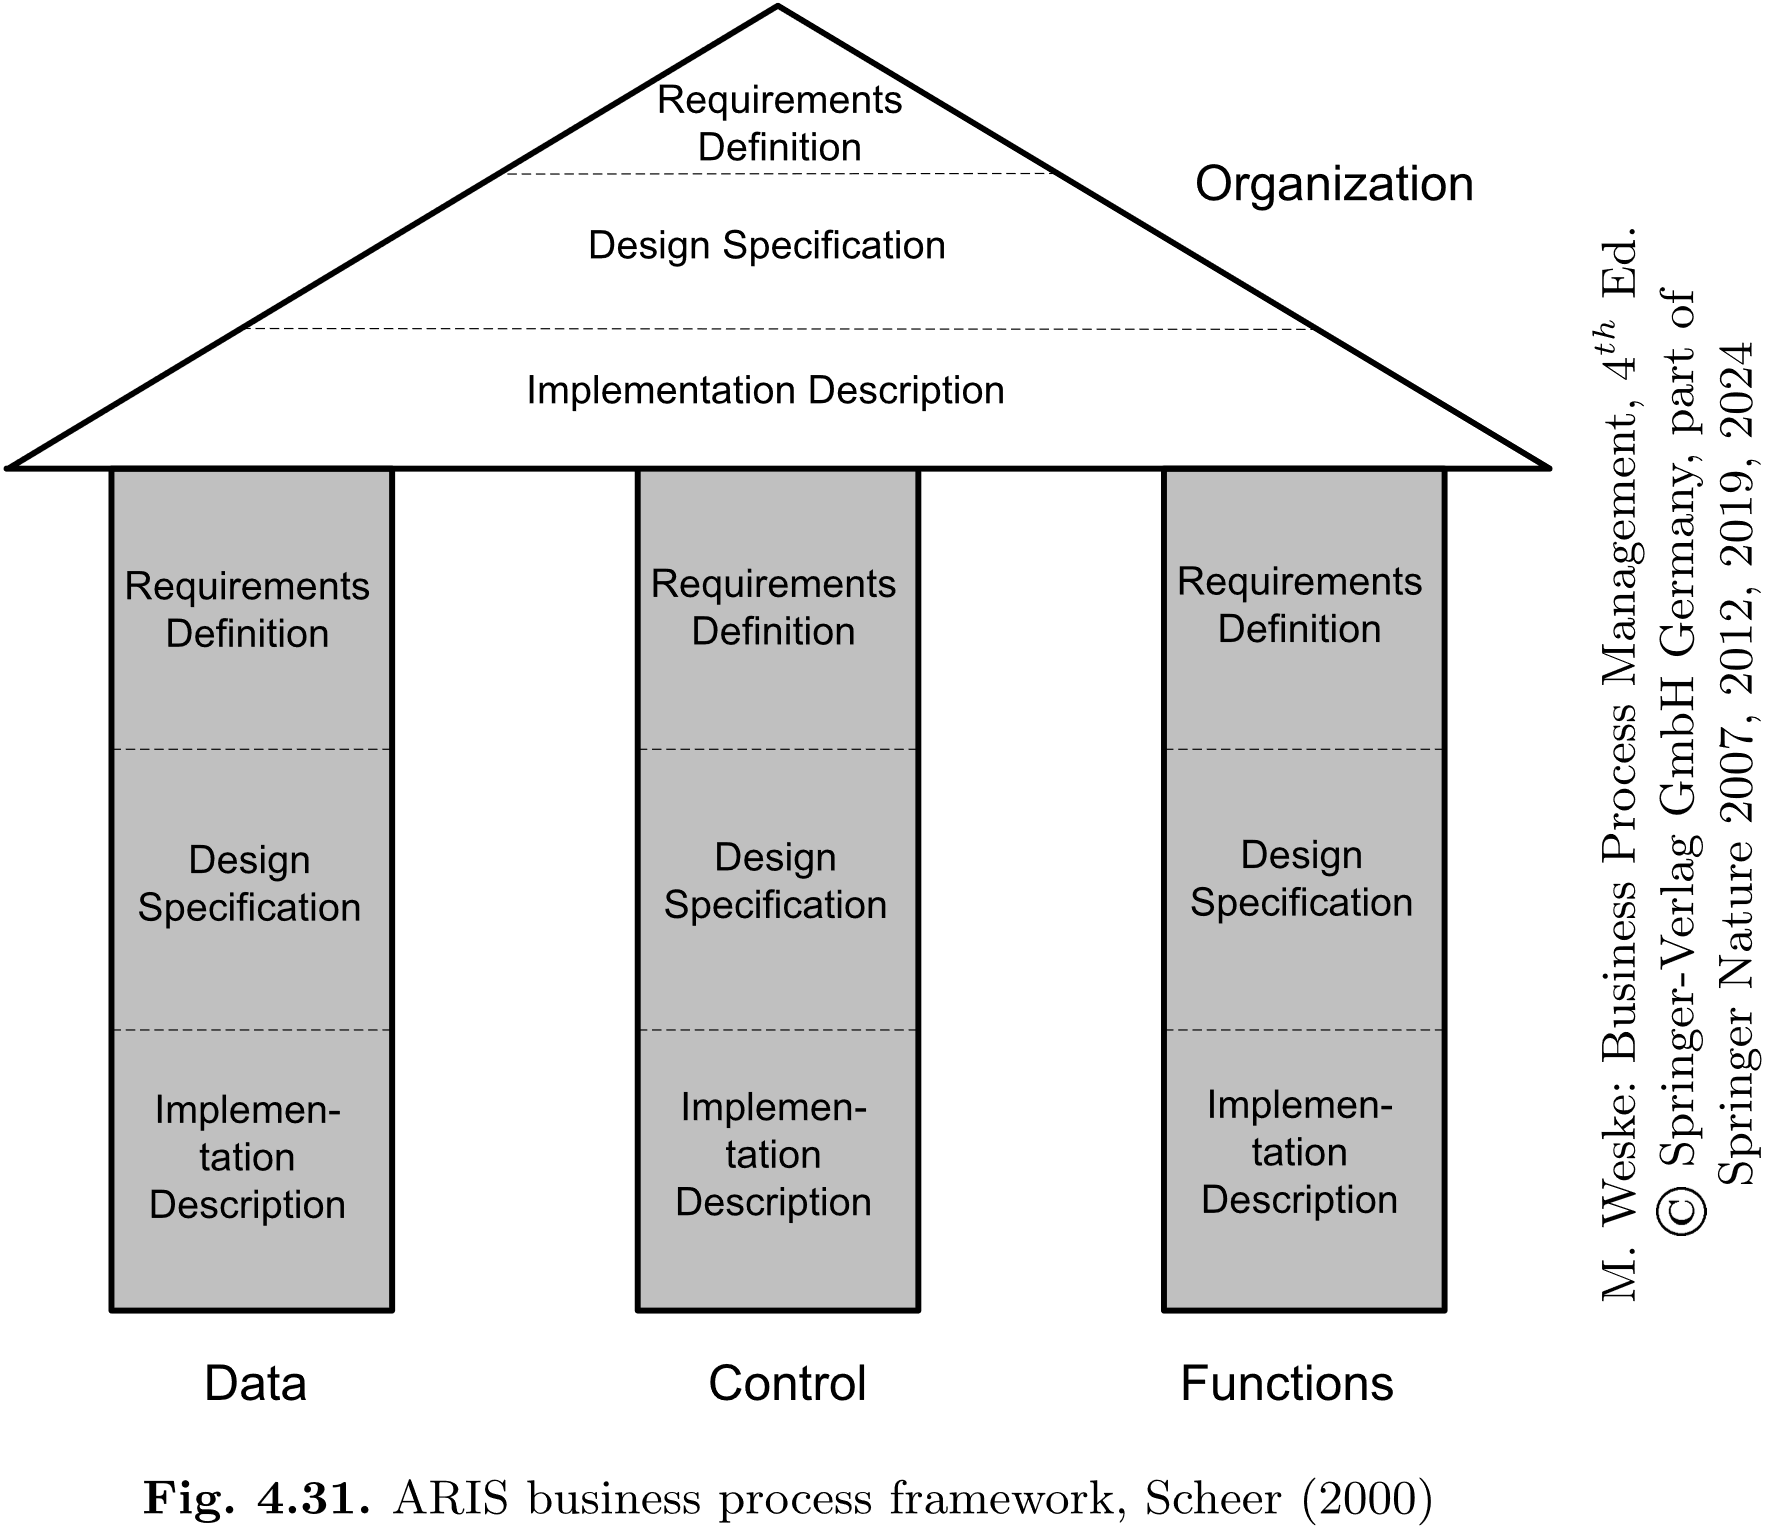 Requirements
Definition
Organization
Design Specification
Implementation Description
Requirements
Definition
Design
Specification
Implemen-
tation
Description
Data
Requirements
Definition
Design
Specification
Implemen-
tation
Description
Control
Requirements
Definition
Design
Specification
Implemen-
tation
Description
Functions
M. Weske: Business Process Management, 4th Ed.
© Springer-Verlag GmbH Germany, part of
Springer Nature 2007, 2012, 2019, 2024
Fig. 4.31. ARIS business process framework, Scheer (2000)